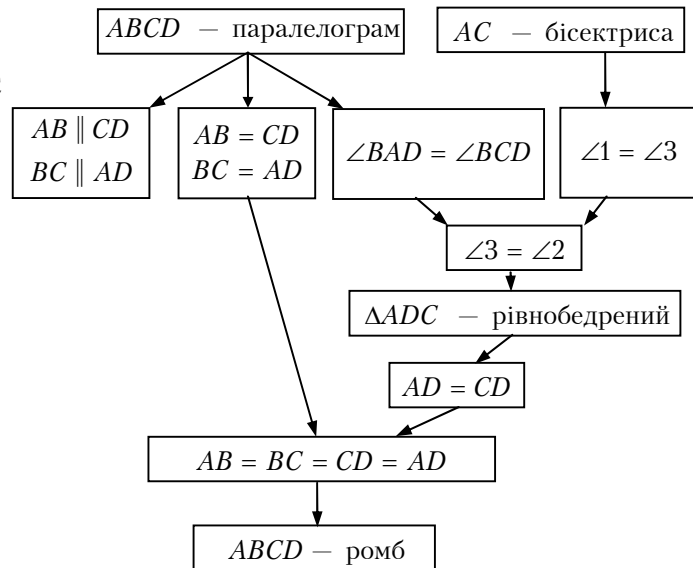 ABCD — паралелограм
AC — бісектриса
AB ∥ CD
BC ∥ AD
AB = CD
BC = AD
∠BAD = ∠BCD
∠1 = ∠3
∠3 = ∠2
ΔADC — рівнобедрений
AD = CD
AB = BC = CD = AD
ABCD — ромб